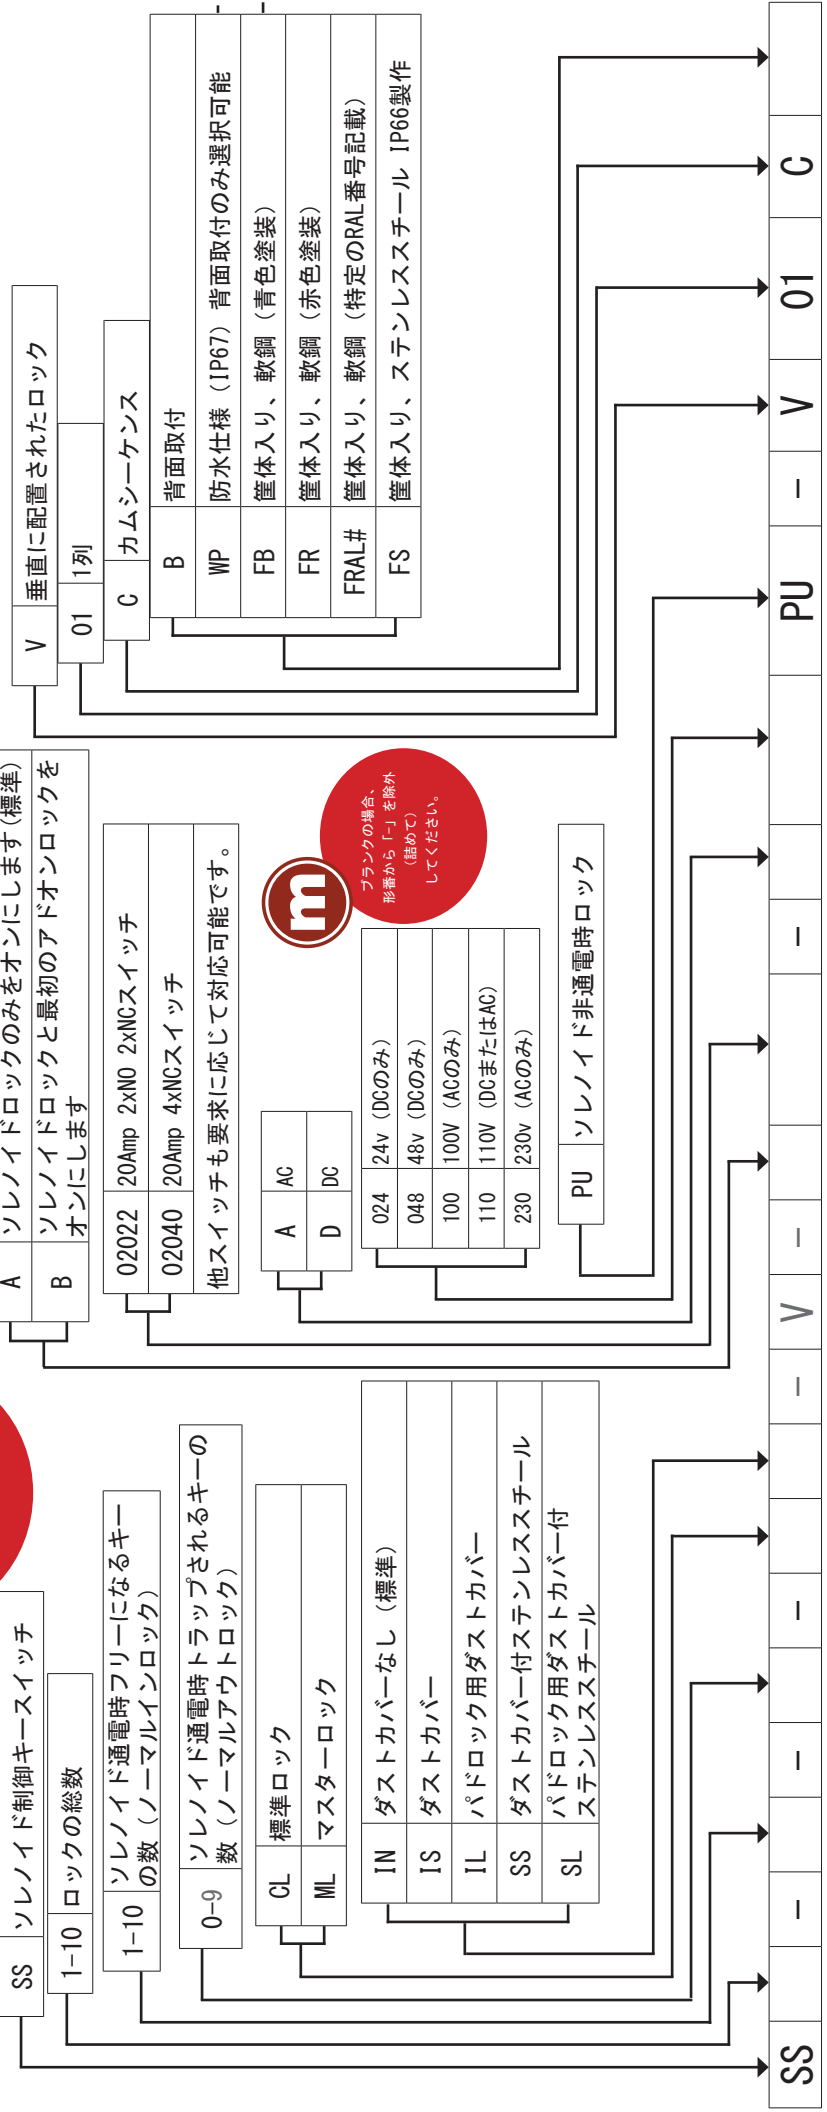 SS ソレノイド制御キースイッチ
1-10 ロックの総数
1-10 ソレノイド通電時フリーになるキー
の数（ノーマルインロック）
0-9 ソレノイド通電時トラップされるキーの
数（ノーマルアウトロック）
CL 標準ロック
ML マスターロック
IN ダストカバーなし（標準）
IS ダストカバー
IL パドロック用ダストカバー
SS ダストカバー付ステンレススチール
SL パドロック用ダストカバー付
ステンレススチール
A ソレノイドロックのみをオンにします(標準)
B ソレノイドロックと最初のアドオンロックを
オンにします
02022 20Amp 2xNO 2xNCスイッチ
02040 20Amp 4xNCスイッチ
他スイッチも要求に応じて対応可能です。
A AC
D DC
m
ブランクの場合、
形番から「-」を除外
（詰めて）
してください。
024 24v（DCのみ）
048 48v（DCのみ）
100 100V（ACのみ）
110 110V（DCまたはAC）
230 230v（ACのみ）
PU ソレノイド非通電時ロック
V 垂直に配置されたロック
01 1列
C カムシーケンス
B 背面取付
WP 防水仕様（IP67）背面取付のみ選択可能
FB 筐体入り、軟鋼（青色塗装）
FR 筐体入り、軟鋼（赤色塗装）
FRAL# 筐体入り、軟鋼（特定のRAL番号記載）
FS 筐体入り、ステンレススチール IP66製作
SS - - - - V - - PU - V 01 C